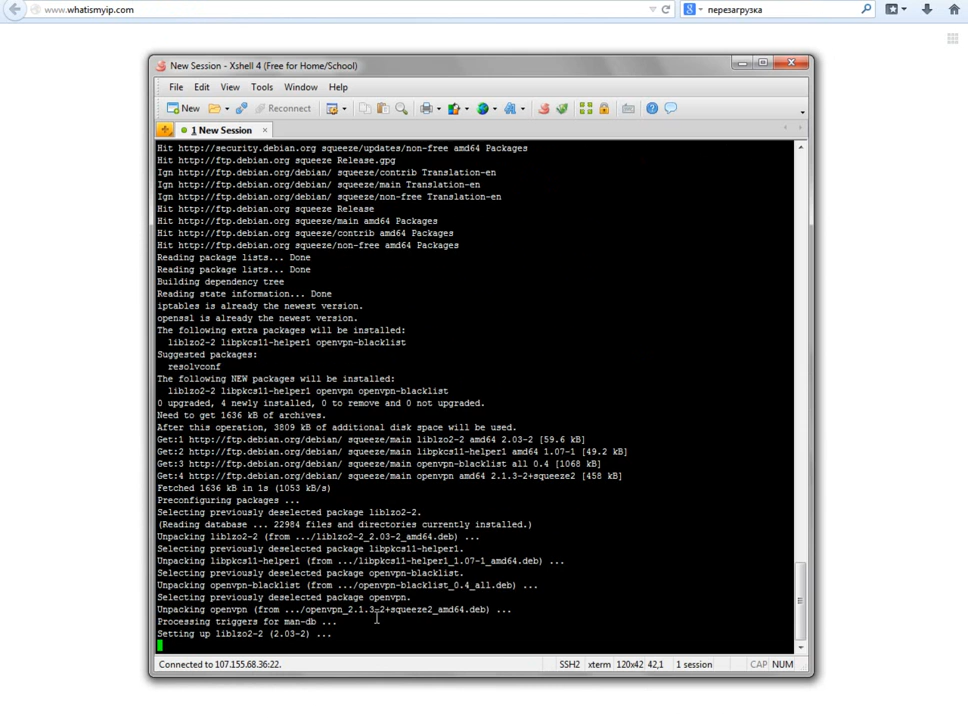 www.whatismyip.com
перезагрузка
New Session - Xshell 4 (Free for Home/School)
File Edit View Tools Window Help
New Reconnect
1 New Session
Hit http://security.debian.org squeeze/updates/non-free amd64 Packages
Hit http://ftp.debian.org squeeze Release.gpg
Ign http://ftp.debian.org/debian/ squeeze/contrib Translation-en
Ign http://ftp.debian.org/debian/ squeeze/main Translation-en
Ign http://ftp.debian.org/debian/ squeeze/non-free Translation-en
Hit http://ftp.debian.org squeeze Release
Hit http://ftp.debian.org squeeze/main amd64 Packages
Hit http://ftp.debian.org squeeze/contrib amd64 Packages
Hit http://ftp.debian.org squeeze/non-free amd64 Packages
Reading package lists... Done
Reading package lists... Done
Building dependency tree
Reading state information... Done
iptables is already the newest version.
openssl is already the newest version.
The following extra packages will be installed:
liblzo2-2 libpkcs11-helper1 openvpn-blacklist
Suggested packages:
resolvconf
The following NEW packages will be installed:
liblzo2-2 libpkcs11-helper1 openvpn openvpn-blacklist
0 upgraded, 4 newly installed, 0 to remove and 0 not upgraded.
Need to get 1636 kB of archives.
After this operation, 3809 kB of additional disk space will be used.
Get:1 http://ftp.debian.org/debian/ squeeze/main liblzo2-2 amd64 2.03-2 [59.6 kB]
Get:2 http://ftp.debian.org/debian/ squeeze/main libpkcs11-helper1 amd64 1.07-1 [49.2 kB]
Get:3 http://ftp.debian.org/debian/ squeeze/main openvpn-blacklist all 0.4 [1068 kB]
Get:4 http://ftp.debian.org/debian/ squeeze/main openvpn amd64 2.1.3-2+squeeze2 [458 kB]
Fetched 1636 kB in 1s (1053 kB/s)
Preconfiguring packages ...
Selecting previously deselected package liblzo2-2.
(Reading database ... 22984 files and directories currently installed.)
Unpacking liblzo2-2 (from .../liblzo2-2_2.03-2_amd64.deb) ...
Selecting previously deselected package libpkcs11-helper1.
Unpacking libpkcs11-helper1 (from .../libpkcs11-helper1_1.07-1_amd64.deb) ...
Selecting previously deselected package openvpn-blacklist.
Unpacking openvpn-blacklist (from .../openvpn-blacklist_0.4_all.deb) ...
Selecting previously deselected package openvpn.
Unpacking openvpn (from .../openvpn_2.1.3-2+squeeze2_amd64.deb) ...
Processing triggers for man-db ...
Setting up liblzo2-2 (2.03-2) ...
Connected to 107.155.68.36:22. SSH2 xterm 120x42 42,1 1 session CAP NUM